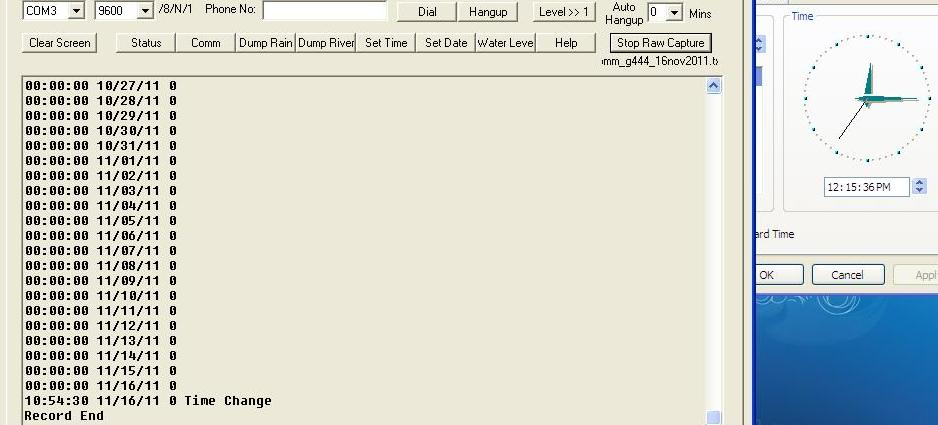 COM3 9600 /8/N/1 Phone No: Dial Hangup Level >> 1 Auto Hangup 0 Mins
Clear Screen Status Comm Dump Rain Dump River Set Time Set Date Water Leve Help Stop Raw Capture
mm_g444_16nov2011.t
00:00:00 10/27/11 0
00:00:00 10/28/11 0
00:00:00 10/29/11 0
00:00:00 10/30/11 0
00:00:00 10/31/11 0
00:00:00 11/01/11 0
00:00:00 11/02/11 0
00:00:00 11/03/11 0
00:00:00 11/04/11 0
00:00:00 11/05/11 0
00:00:00 11/06/11 0
00:00:00 11/07/11 0
00:00:00 11/08/11 0
00:00:00 11/09/11 0
00:00:00 11/10/11 0
00:00:00 11/11/11 0
00:00:00 11/12/11 0
00:00:00 11/13/11 0
00:00:00 11/14/11 0
00:00:00 11/15/11 0
00:00:00 11/16/11 0
10:54:30 11/16/11 0 Time Change
Record End
Time
12:15:36 PM
ard Time
OK Cancel Appl